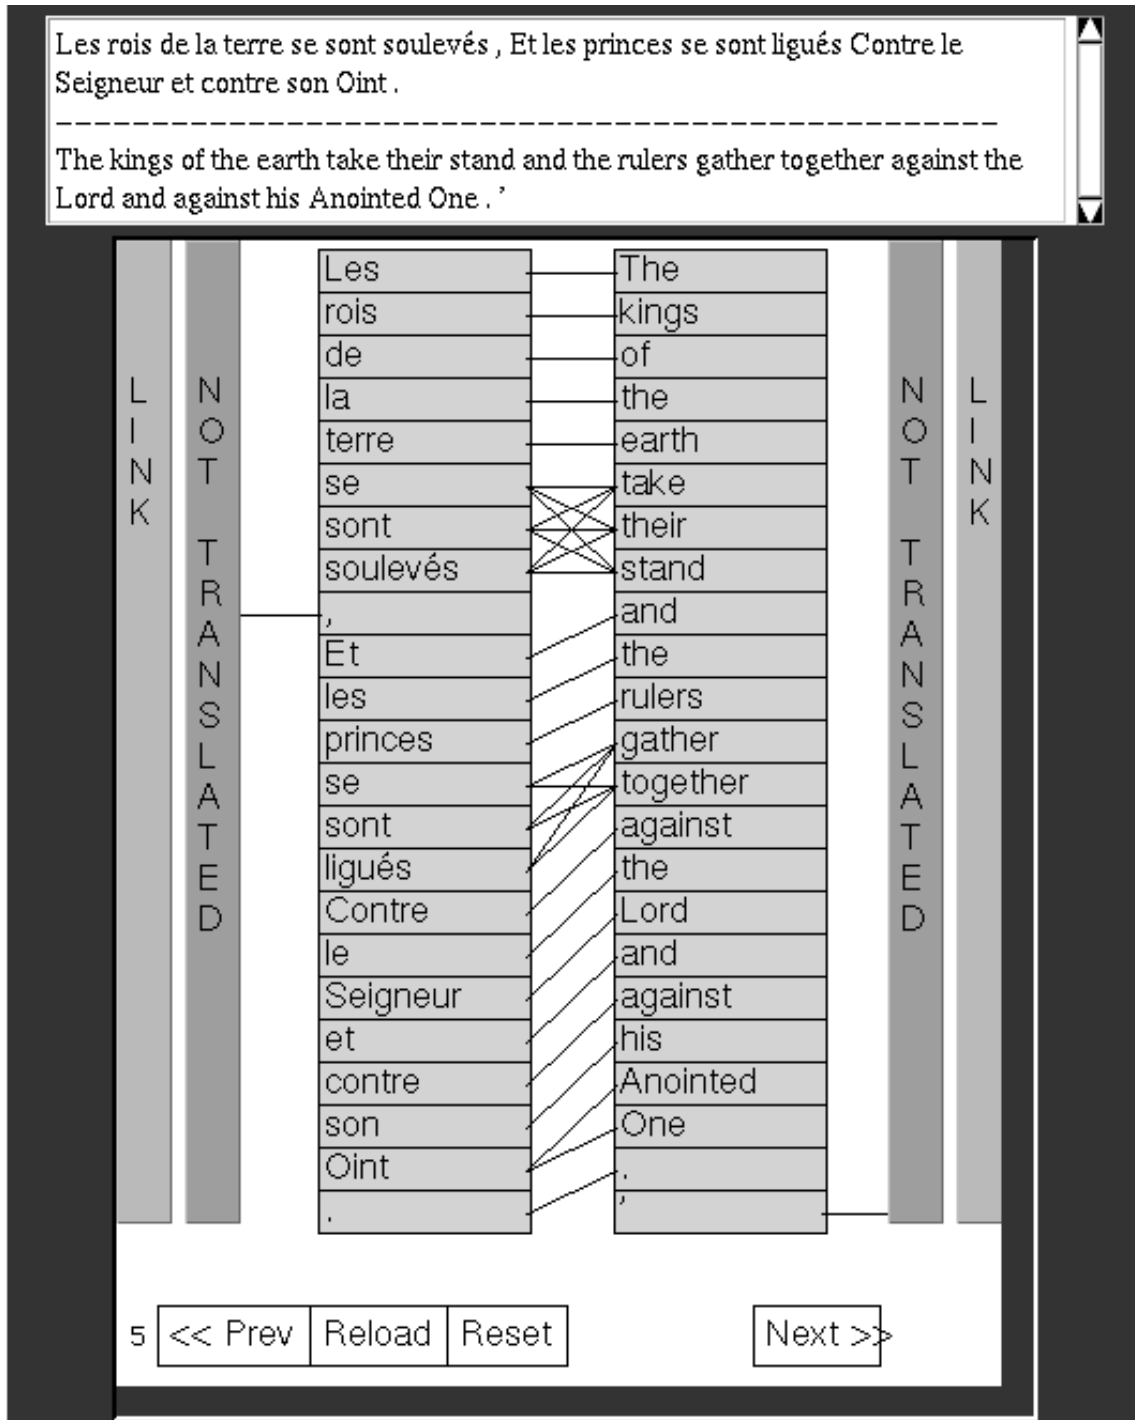 Les rois de la terre se sont soulevés , Et les princes se sont ligués Contre le
Seigneur et contre son Oint .
The kings of the earth take their stand and the rulers gather together against the
Lord and against his Anointed One . ’
LINK
NOT TRANSLATED
Les
rois
de
la
terre
se
sont
soulevés
,
Et
les
princes
se
sont
ligués
Contre
le
Seigneur
et
contre
son
Oint
.
The
kings
of
the
earth
take
their
stand
and
the
rulers
gather
together
against
the
Lord
and
against
his
Anointed
One
.
’
NOT TRANSLATED
LINK
5 << Prev Reload Reset Next >>